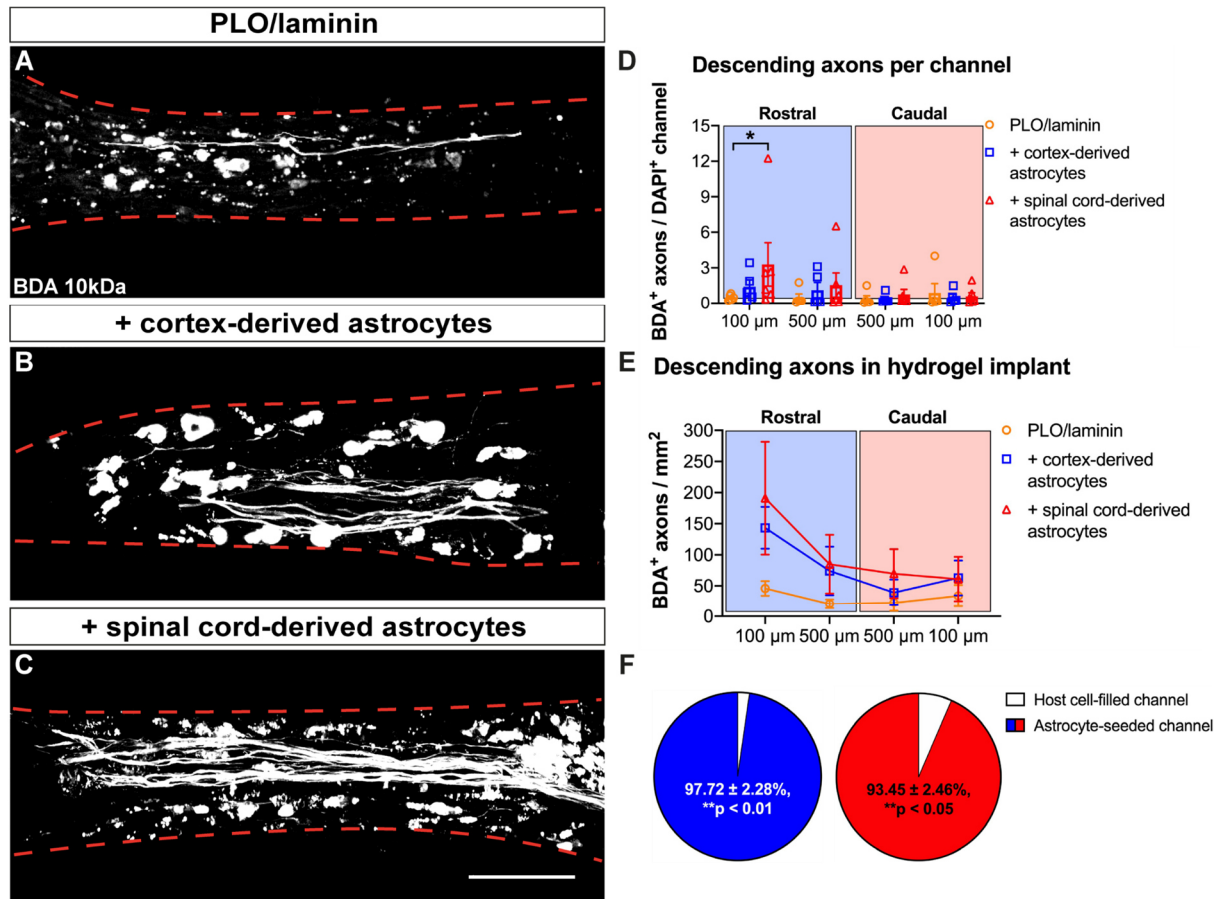 PLO/laminin
A
BDA 10kDa
+ cortex-derived astrocytes
B
+ spinal cord-derived astrocytes
C
D
Descending axons per channel
Rostral
Caudal
BDA⁺ axons / DAPI⁺ channel
15
12
9
6
3
0
*
100 µm
500 µm
500 µm
100 µm
PLO/laminin
+ cortex-derived
astrocytes
+ spinal cord-derived
astrocytes
E
Descending axons in hydrogel implant
Rostral
Caudal
BDA⁺ axons / mm²
300
250
200
150
100
50
0
100 µm
500 µm
500 µm
100 µm
PLO/laminin
+ cortex-derived
astrocytes
+ spinal cord-derived
astrocytes
F
97.72 ± 2.28%,
**p < 0.01
93.45 ± 2.46%,
**p < 0.05
Host cell-filled channel
Astrocyte-seeded channel